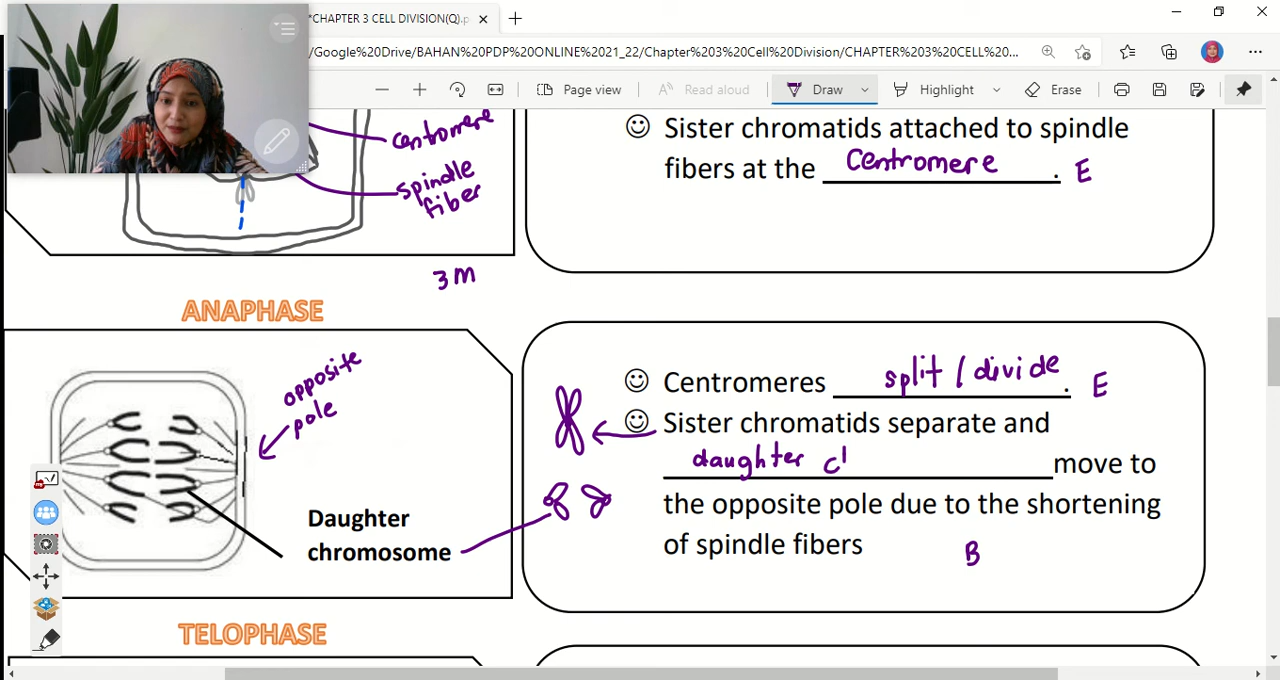 *CHAPTER 3 CELL DIVISION(Q).p
/Google%20Drive/BAHAN%20PDP%20ONLINE%2021_22/Chapter%203%20Cell%20Division/CHAPTER%203%20CELL%20...
Page view
Read aloud
Draw
Highlight
Erase
centromere
spindle
fiber
Sister chromatids attached to spindle
fibers at the centromere. E
3 M
ANAPHASE
opposite
pole
Daughter
chromosome
Centromeres split / divide. E
Sister chromatids separate and
daughter c move to
the opposite pole due to the shortening
of spindle fibers
B
TELOPHASE